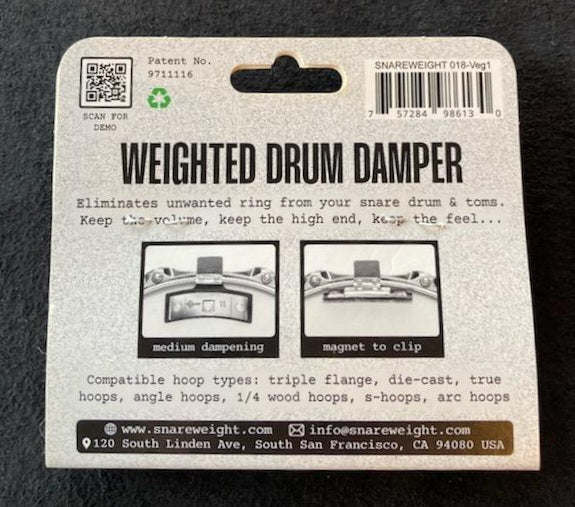 Patent No.
9711116
SCAN FOR
DEMO
SNAREWEIGHT 018-Veg1
7 57284 98613 0
WEIGHTED DRUM DAMPER
Eliminates unwanted ring from your snare drum & toms.
Keep the volume, keep the high end, keep the feel...
medium dampening
magnet to clip
Compatible hoop types: triple flange, die-cast, true
hoops, angle hoops, 1/4 wood hoops, s-hoops, arc hoops
www.snareweight.com info@snareweight.com
120 South Linden Ave, South San Francisco, CA 94080 USA